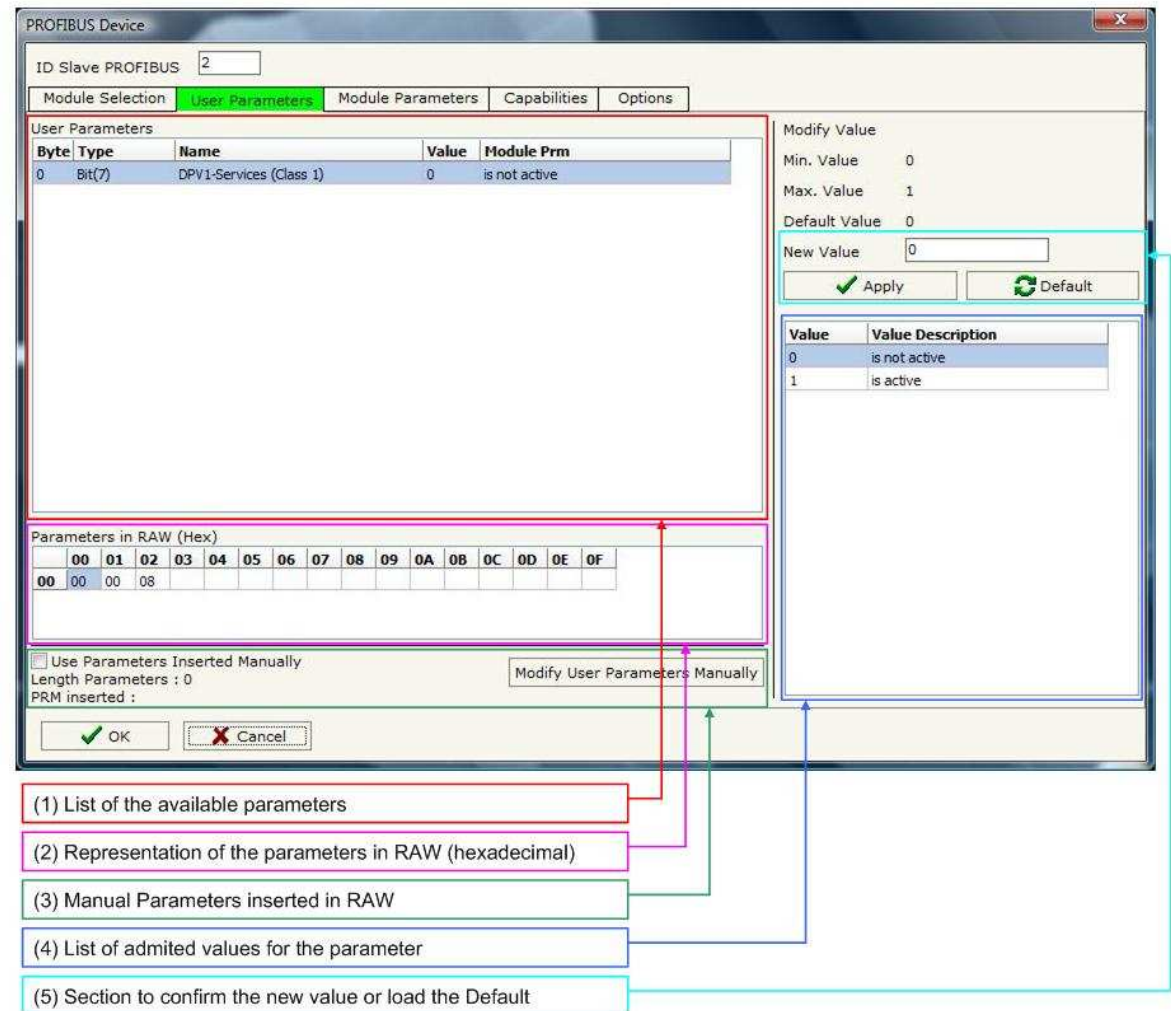 PROFIBUS Device
X
ID Slave PROFIBUS 2
Module Selection User Parameters Module Parameters Capabilities Options
User Parameters
Byte Type Name Value Module Prm
0 Bit(7) DPV1-Services (Class 1) 0 is not active
Modify Value
Min. Value 0
Max. Value 1
Default Value 0
New Value 0
Apply Default
Value Value Description
0 is not active
1 is active
Parameters in RAW (Hex)
00 01 02 03 04 05 06 07 08 09 0A 0B 0C 0D 0E 0F
00 00 00 08
Use Parameters Inserted Manually
Length Parameters : 0
PRM inserted :
Modify User Parameters Manually
OK Cancel
(1) List of the available parameters
(2) Representation of the parameters in RAW (hexadecimal)
(3) Manual Parameters inserted in RAW
(4) List of admited values for the parameter
(5) Section to confirm the new value or load the Default